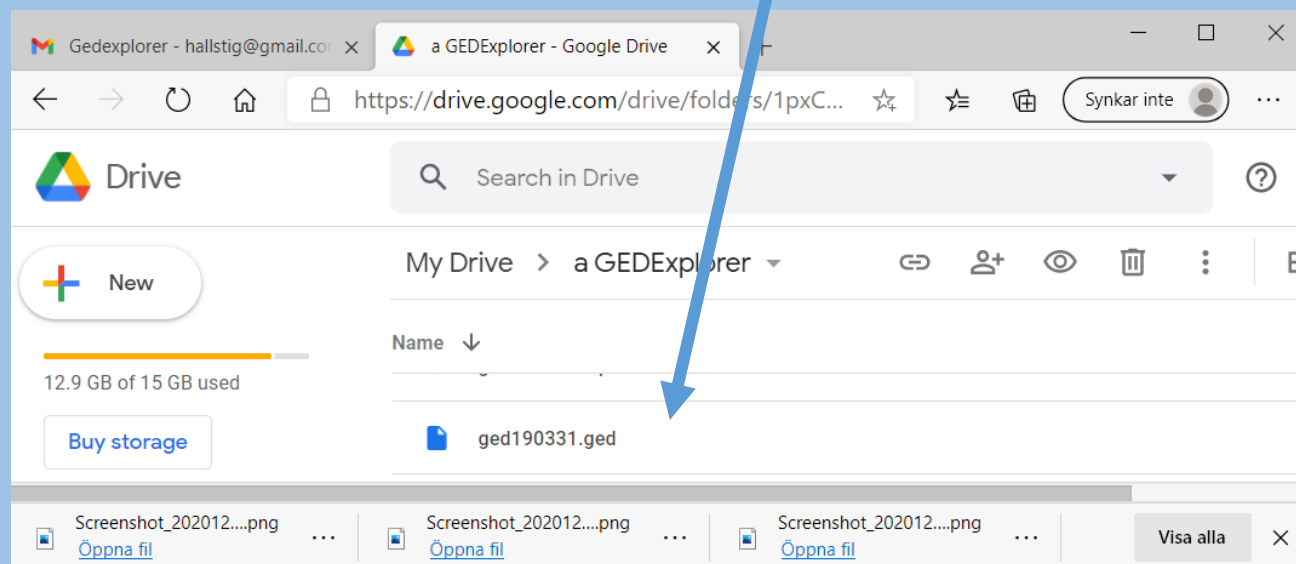 Gedexplorer - hallstig@gmail.co
a GEDExplorer - Google Drive
https://drive.google.com/drive/folders/1pxC...
Synkar inte
Drive
Search in Drive
New
My Drive > a GEDExplorer
Name
12.9 GB of 15 GB used
Buy storage
ged190331.ged
Screenshot_202012....png
Öppna fil
Screenshot_202012....png
Öppna fil
Screenshot_202012....png
Öppna fil
Visa alla